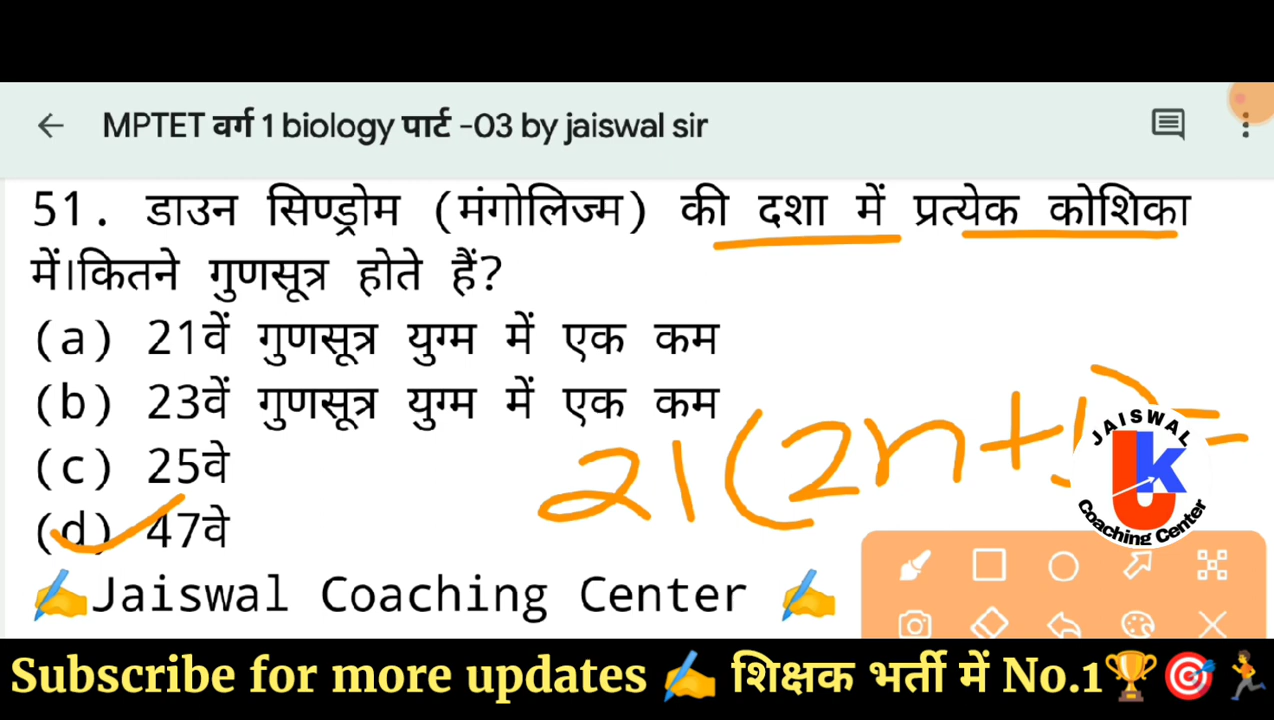 MPTET वर्ग 1 biology पार्ट -03 by jaiswal sir
51. डाउन सिण्ड्रोम (मंगोलिज्म) की दशा में प्रत्येक कोशिका
में।कितने गुणसूत्र होते हैं?
(a) 21वें गुणसूत्र युग्म में एक कम
(b) 23वें गुणसूत्र युग्म में एक कम
(c) 25वे
(d) 47वे
21(2n+1)=
JAISWAL
UK
Coaching Center
✍️Jaiswal Coaching Center ✍️
Subscribe for more updates ✍️ शिक्षक भर्ती में No.1🏆🎯🏃